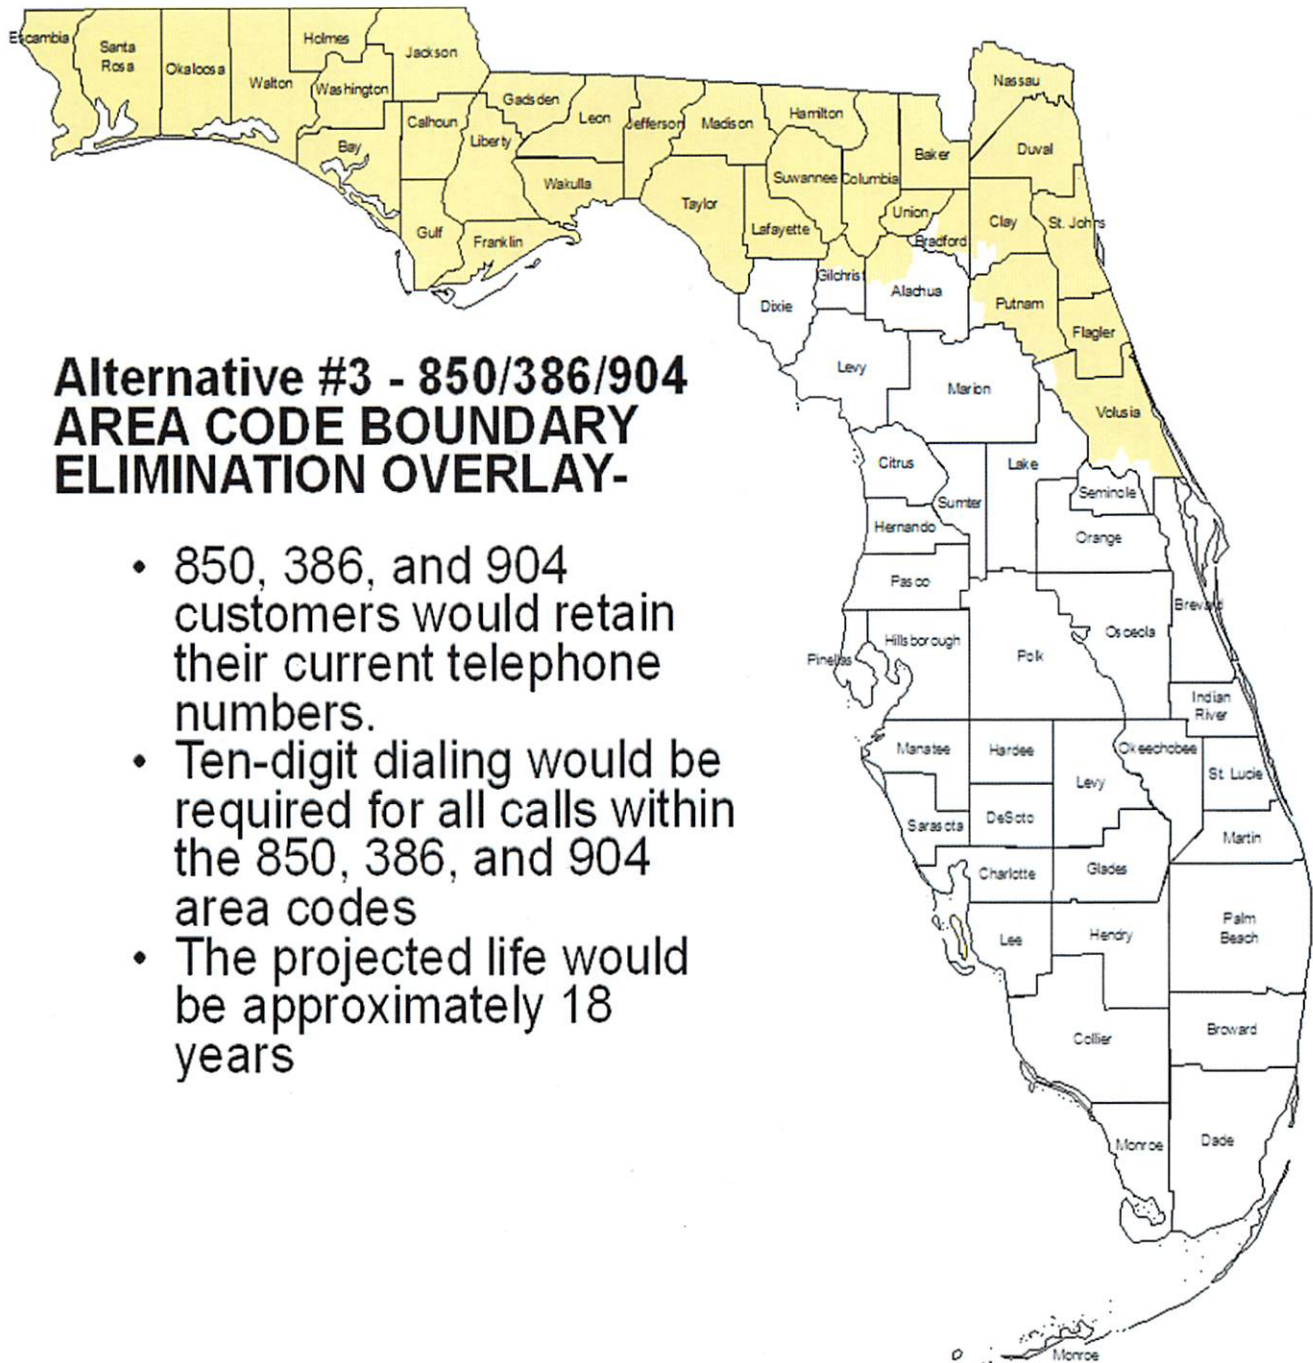 Escambia
Santa
Rosa
Okaloosa
Walton
Holmes
Washington
Jackson
Bay
Calhoun
Gulf
Liberty
Gadsden
Franklin
Leon
Wakulla
Jefferson
Madison
Taylor
Hamilton
Suwannee
Lafayette
Columbia
Baker
Union
Bradford
Nassau
Duval
Clay
St. Johns
Gilchrist
Alachua
Dixie
Putnam
Flagler
Levy
Marion
Volusia
Alternative #3 - 850/386/904
AREA CODE BOUNDARY
ELIMINATION OVERLAY-
• 850, 386, and 904
customers would retain
their current telephone
numbers.
• Ten-digit dialing would be
required for all calls within
the 850, 386, and 904
area codes
• The projected life would
be approximately 18
years
Citrus
Sumter
Lake
Seminole
Hernando
Orange
Pasco
Brevard
Osceola
Hillsborough
Polk
Pinellas
Indian
River
Manatee
Hardee
Okeechobee
Levy
St. Lucie
Sarasota
DeSoto
Martin
Charlotte
Glades
Lee
Hendry
Palm
Beach
Collier
Broward
Monroe
Dade
Monroe